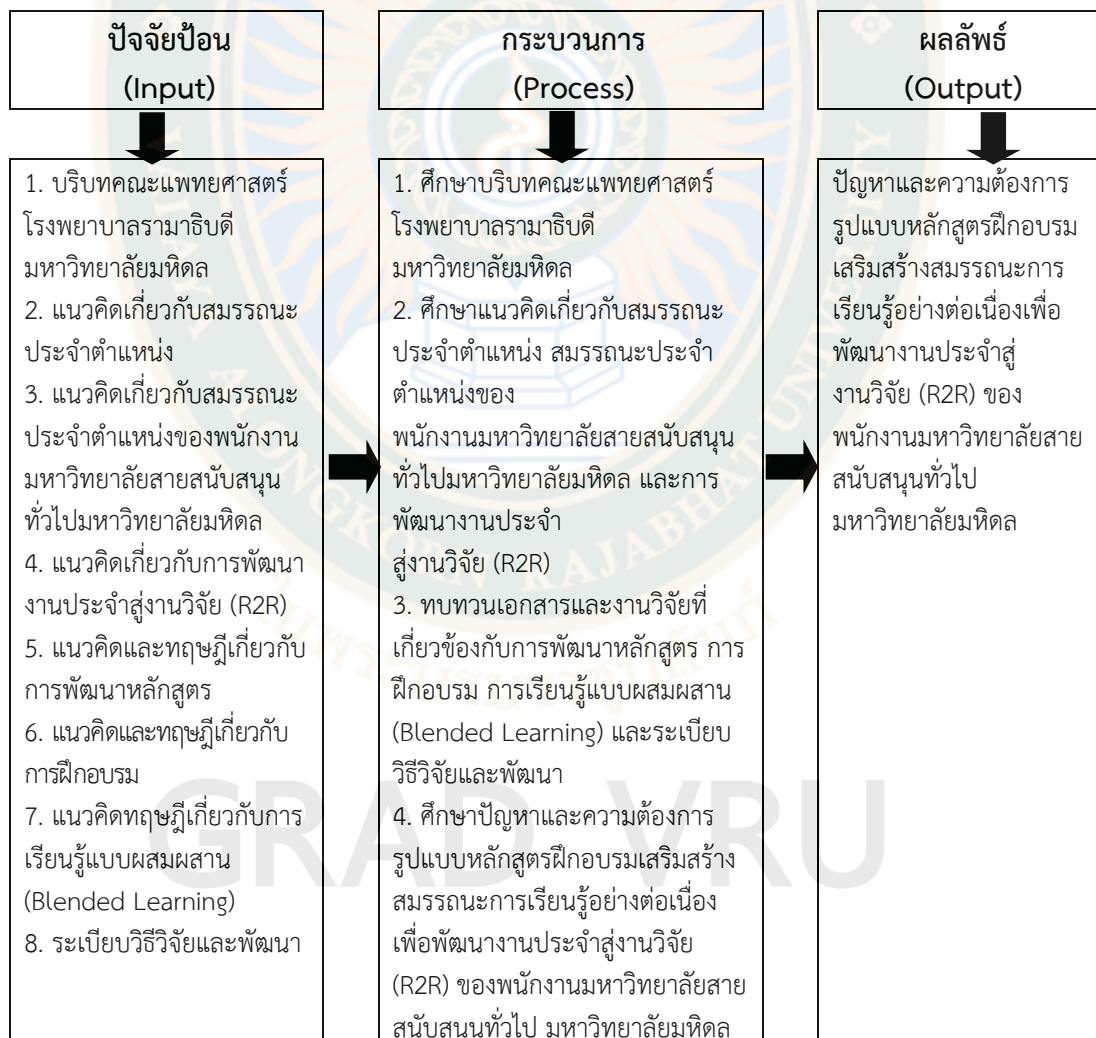 ปัจจัยป้อน
(Input)
กระบวนการ
(Process)
ผลลัพธ์
(Output)
1. บริบทคณะแพทยศาสตร์
โรงพยาบาลรามาธิบดี
มหาวิทยาลัยมหิดล
2. แนวคิดเกี่ยวกับสมรรถนะ
ประจำตำแหน่ง
3. แนวคิดเกี่ยวกับสมรรถนะ
ประจำตำแหน่งของพนักงาน
มหาวิทยาลัยสายสนับสนุน
ทั่วไปมหาวิทยาลัยมหิดล
4. แนวคิดเกี่ยวกับการพัฒนา
งานประจำสู่งานวิจัย (R2R)
5. แนวคิดและทฤษฎีเกี่ยวกับ
การพัฒนาหลักสูตร
6. แนวคิดและทฤษฎีเกี่ยวกับ
การฝึกอบรม
7. แนวคิดทฤษฎีเกี่ยวกับการ
เรียนรู้แบบผสมผสาน
(Blended Learning)
8. ระเบียบวิธีวิจัยและพัฒนา
1. ศึกษาบริบทคณะแพทยศาสตร์
โรงพยาบาลรามาธิบดี
มหาวิทยาลัยมหิดล
2. ศึกษาแนวคิดเกี่ยวกับสมรรถนะ
ประจำตำแหน่ง สมรรถนะประจำ
ตำแหน่งของ
พนักงานมหาวิทยาลัยสายสนับสนุน
ทั่วไปมหาวิทยาลัยมหิดล และการ
พัฒนางานประจำ
สู่งานวิจัย (R2R)
3. ทบทวนเอกสารและงานวิจัยที่
เกี่ยวข้องกับการพัฒนาหลักสูตร การ
ฝึกอบรม การเรียนรู้แบบผสมผสาน
(Blended Learning) และระเบียบ
วิธีวิจัยและพัฒนา
4. ศึกษาปัญหาและความต้องการ
รูปแบบหลักสูตรฝึกอบรมเสริมสร้าง
สมรรถนะการเรียนรู้อย่างต่อเนื่อง
เพื่อพัฒนางานประจำสู่งานวิจัย
(R2R) ของพนักงานมหาวิทยาลัยสาย
สนับสนุนทั่วไป มหาวิทยาลัยมหิดล
ปัญหาและความต้องการ
รูปแบบหลักสูตรฝึกอบรม
เสริมสร้างสมรรถนะการ
เรียนรู้อย่างต่อเนื่องเพื่อ
พัฒนางานประจำสู่
งานวิจัย (R2R) ของ
พนักงานมหาวิทยาลัยสาย
สนับสนุนทั่วไป
มหาวิทยาลัยมหิดล
GRAD VRU